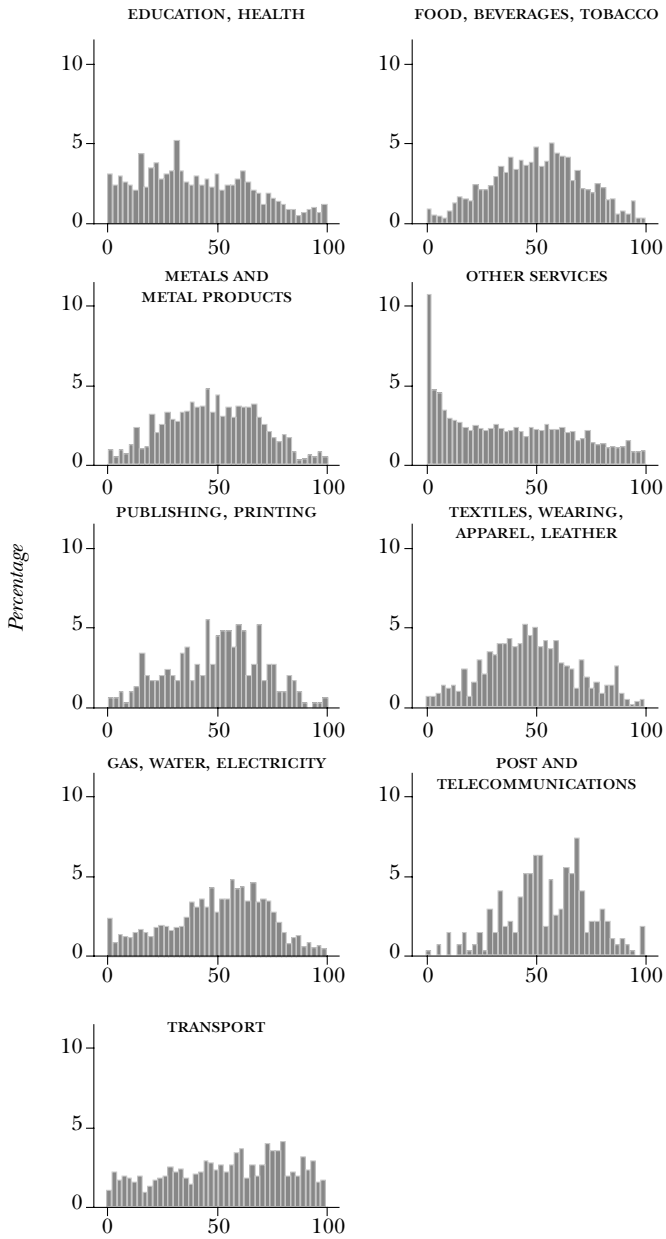 EDUCATION, HEALTH
10
5
0
0 50 100
FOOD, BEVERAGES, TOBACCO
10
5
0
0 50 100
METALS AND
METAL PRODUCTS
10
5
0
0 50 100
OTHER SERVICES
10
5
0
0 50 100
Percentage
PUBLISHING, PRINTING
10
5
0
0 50 100
TEXTILES, WEARING,
APPAREL, LEATHER
10
5
0
0 50 100
GAS, WATER, ELECTRICITY
10
5
0
0 50 100
POST AND
TELECOMMUNICATIONS
10
5
0
0 50 100
TRANSPORT
10
5
0
0 50 100